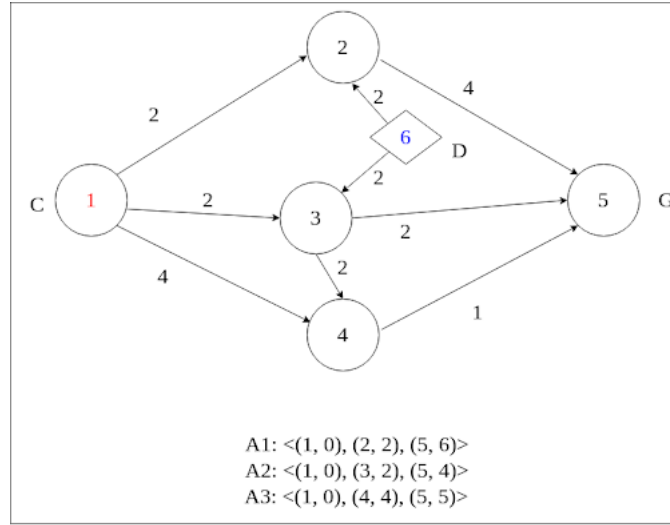 2
2
4
2
6
D
C
1
2
2
3
2
5
G
4
2
4
1
A1: <(1, 0), (2, 2), (5, 6)>
A2: <(1, 0), (3, 2), (5, 4)>
A3: <(1, 0), (4, 4), (5, 5)>